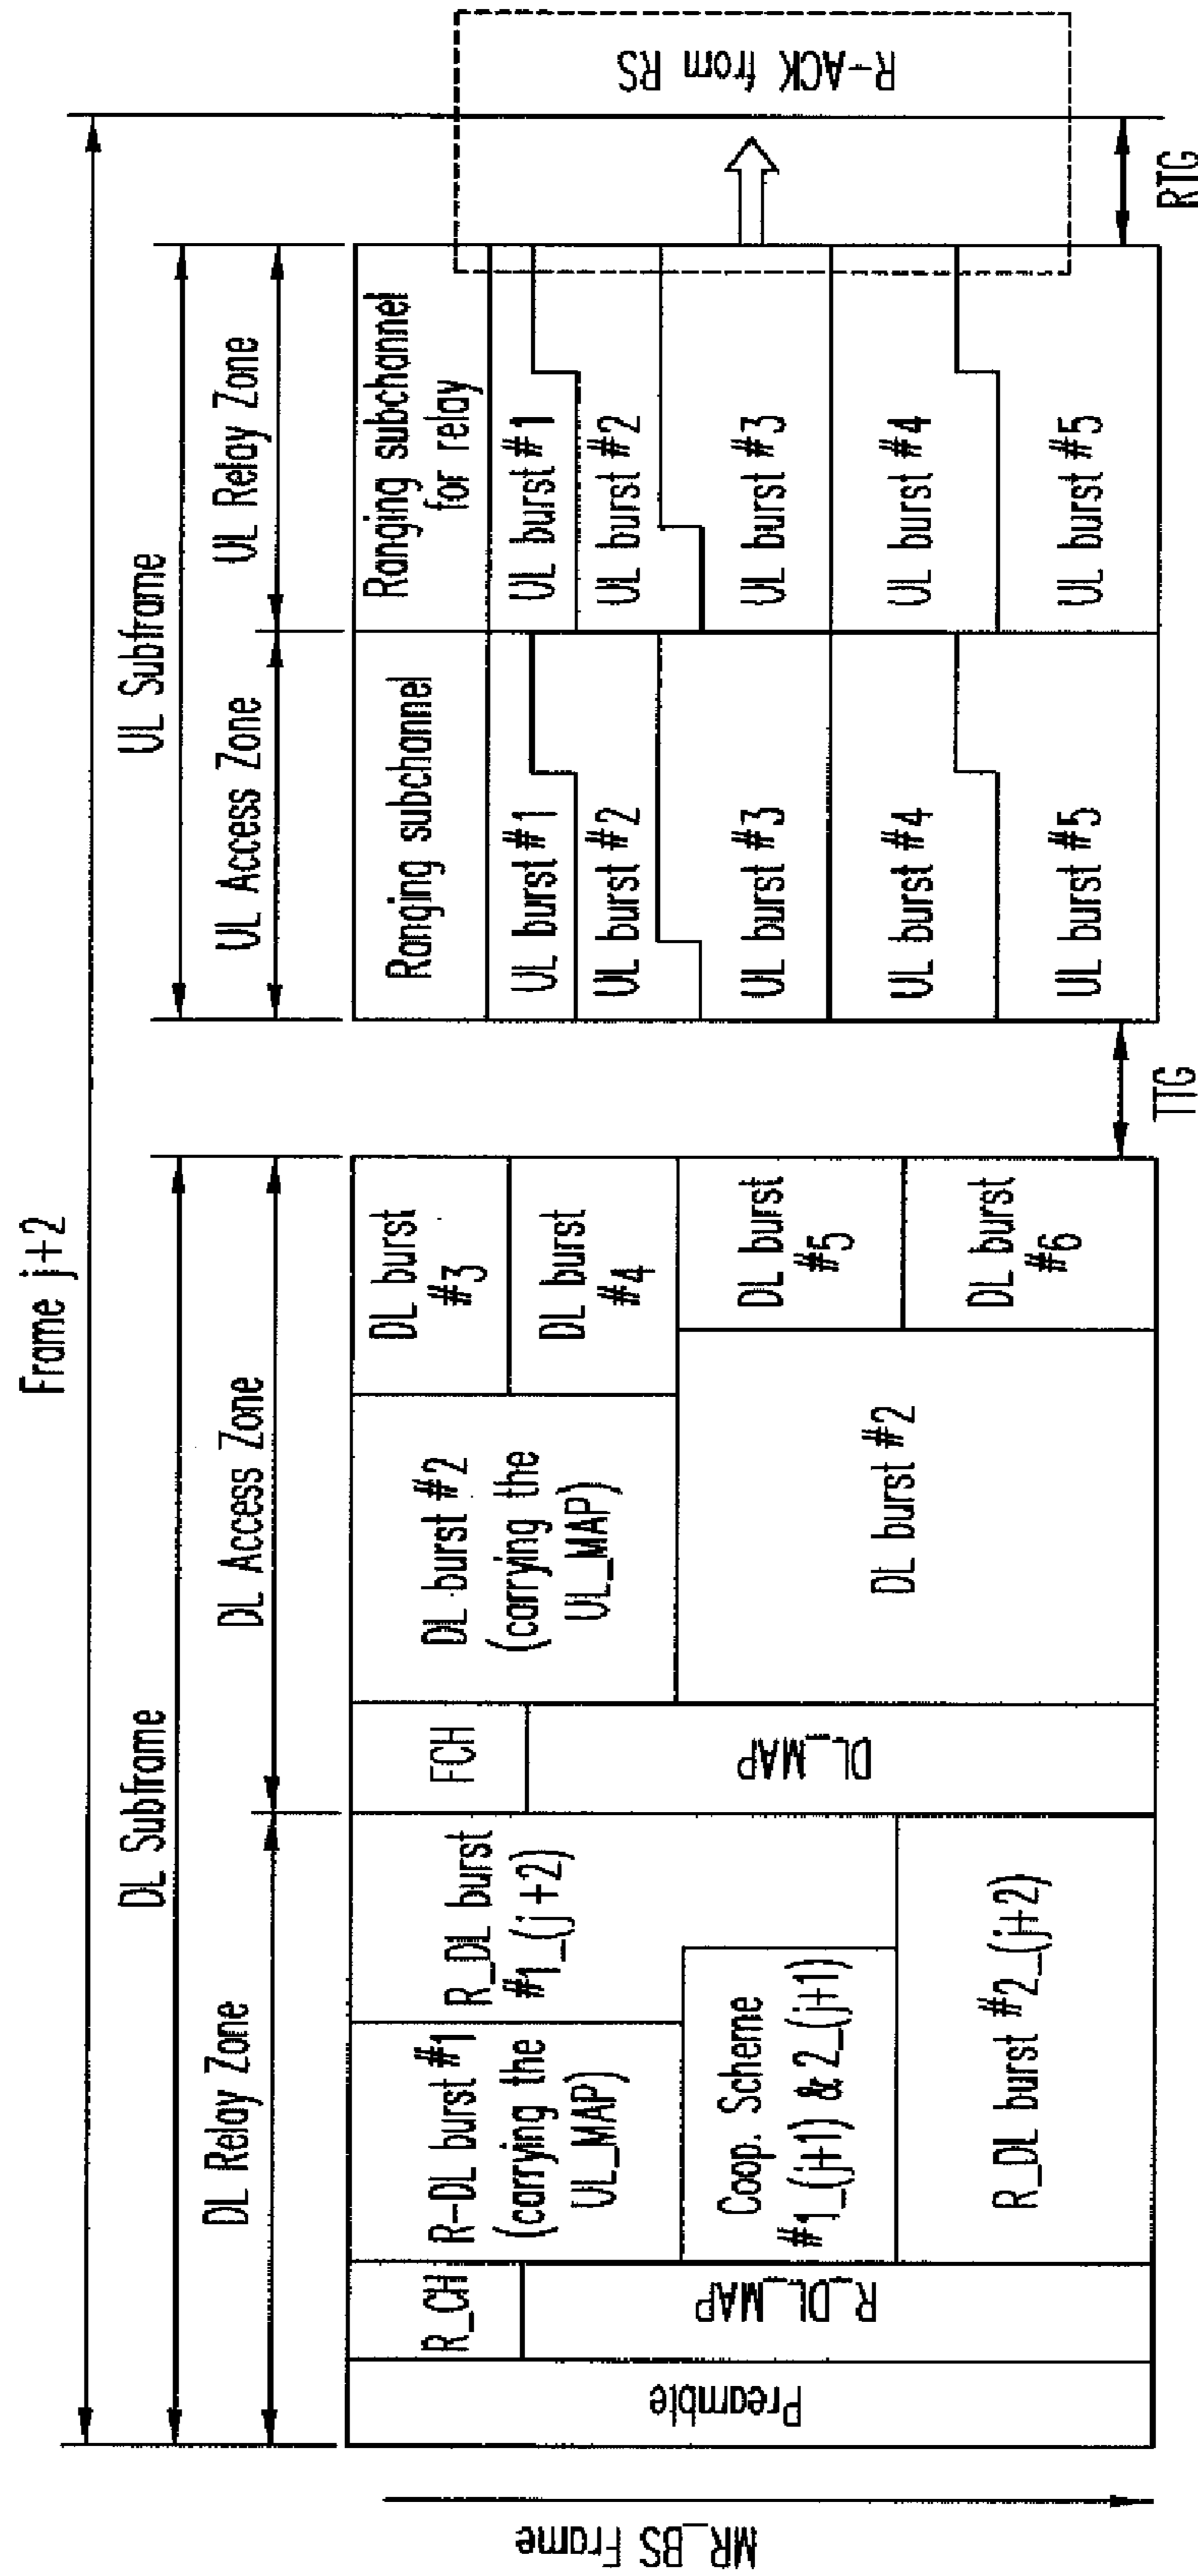 Frame j+2
DL Subframe
UL Subframe
DL Relay Zone
DL Access Zone
UL Access Zone
UL Relay Zone
MR_BS Frame
Preamble
R_CH
R_DL_MAP
R-DL burst #1
(carrying the
UL_MAP)
R_DL burst
#1_(j+2)
Coop. Scheme
#1_(j+1) & 2_(j+1)
R_DL burst #2_(j+2)
FCH
DL_MAP
DL burst #2
(carrying the
UL_MAP)
DL burst #2
DL burst
#3
DL burst
#4
DL burst
#5
DL burst
#6
TTG
Ranging subchannel
UL burst #1
UL burst #2
UL burst #3
UL burst #4
UL burst #5
Ranging subchannel
for relay
UL burst #1
UL burst #2
UL burst #3
UL burst #4
UL burst #5
RTG
R-ACK from RS